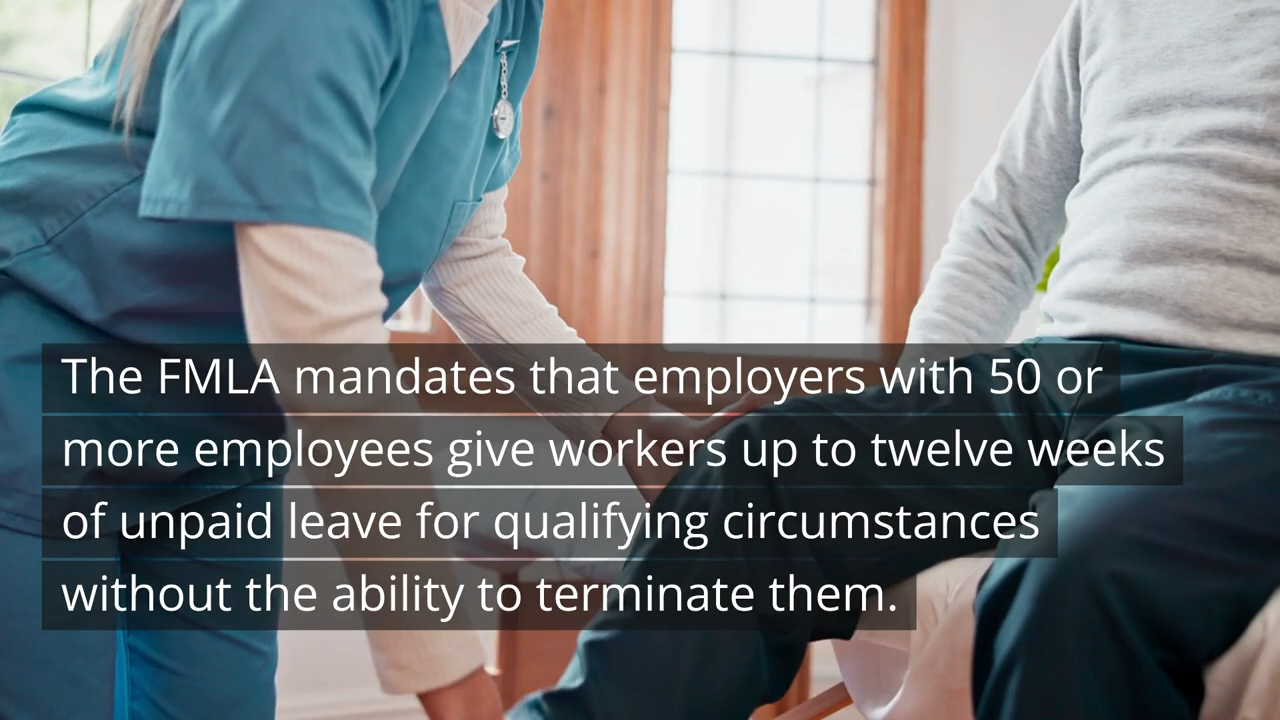 The FMLA mandates that employers with 50 or
more employees give workers up to twelve weeks
of unpaid leave for qualifying circumstances
without the ability to terminate them.